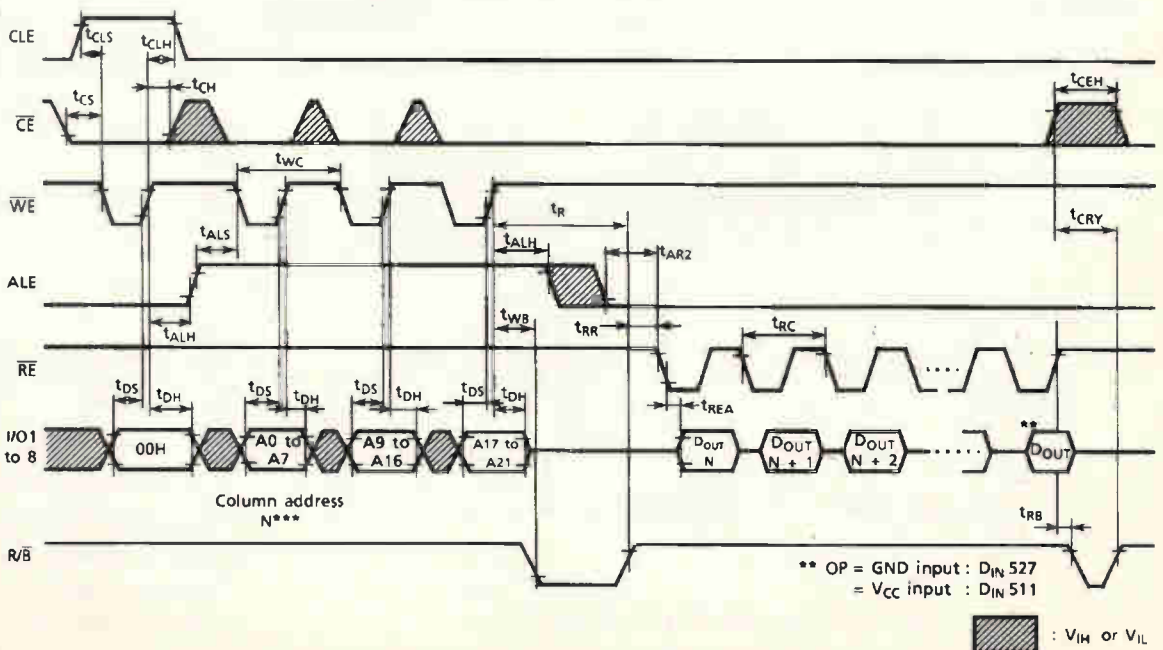 CLE
tCLS
tCLH
tCH
tCEH
CE
tCS
tWC
WE
tR
tCRY
tALS
tALH
tAR2
ALE
tALH
tWB
tRR
tRC
RE
tDS
tDH
tDS
tDH
tDS
tDH
tDS
tDH
tREA
I/O1
to 8
00H
A0 to
A7
A9 to
A16
A17 to
A21
DOUT
N
DOUT
N + 1
DOUT
N + 2
**
DOUT
Column address
N***
tRB
R/B
** OP = GND input : DIN 527
= VCC input : DIN 511
: VIH or VIL